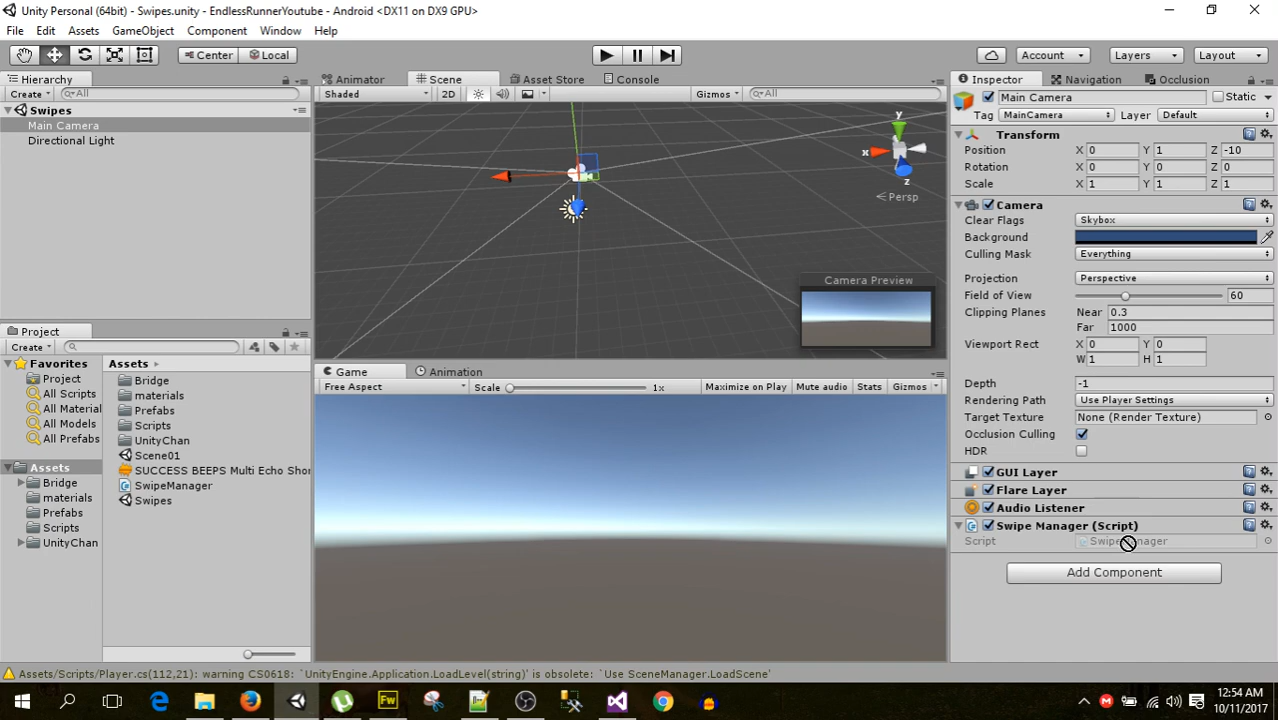 Unity Personal (64bit) - Swipes.unity - EndlessRunnerYoutube - Android <DX11 on DX9 GPU>
File Edit Assets GameObject Component Window Help
Center Local Account Layers Layout
Hierarchy
Create All
Swipes
Main Camera
Directional Light
Animator Scene Asset Store Console
Shaded 2D Gizmos All
y
x
z
Persp
Camera Preview
Project
Create
Favorites
Project
All Scripts
All Material
All Models
All Prefabs
Assets
Bridge
materials
Prefabs
Scripts
UnityChan
Assets
Bridge
materials
Prefabs
Scripts
UnityChan
Scene01
SUCCESS BEEPS Multi Echo Shor
SwipeManager
Swipes
Game Animation
Free Aspect Scale 1x Maximize on Play Mute audio Stats Gizmos
Inspector Navigation Occlusion
Main Camera Static
Tag MainCamera Layer Default
Transform
Position X 0 Y 1 Z -10
Rotation X 0 Y 0 Z 0
Scale X 1 Y 1 Z 1
Camera
Clear Flags Skybox
Background
Culling Mask Everything
Projection Perspective
Field of View 60
Clipping Planes Near 0.3
Far 1000
Viewport Rect X 0 Y 0
W 1 H 1
Depth -1
Rendering Path Use Player Settings
Target Texture None (Render Texture)
Occlusion Culling
HDR
GUI Layer
Flare Layer
Audio Listener
Swipe Manager (Script)
Script SwipeManager
Add Component
Assets/Scripts/Player.cs(112,21): warning CS0618: `UnityEngine.Application.LoadLevel(string)' is obsolete: `Use SceneManager.LoadScene'
Fw
12:54 AM
10/11/2017